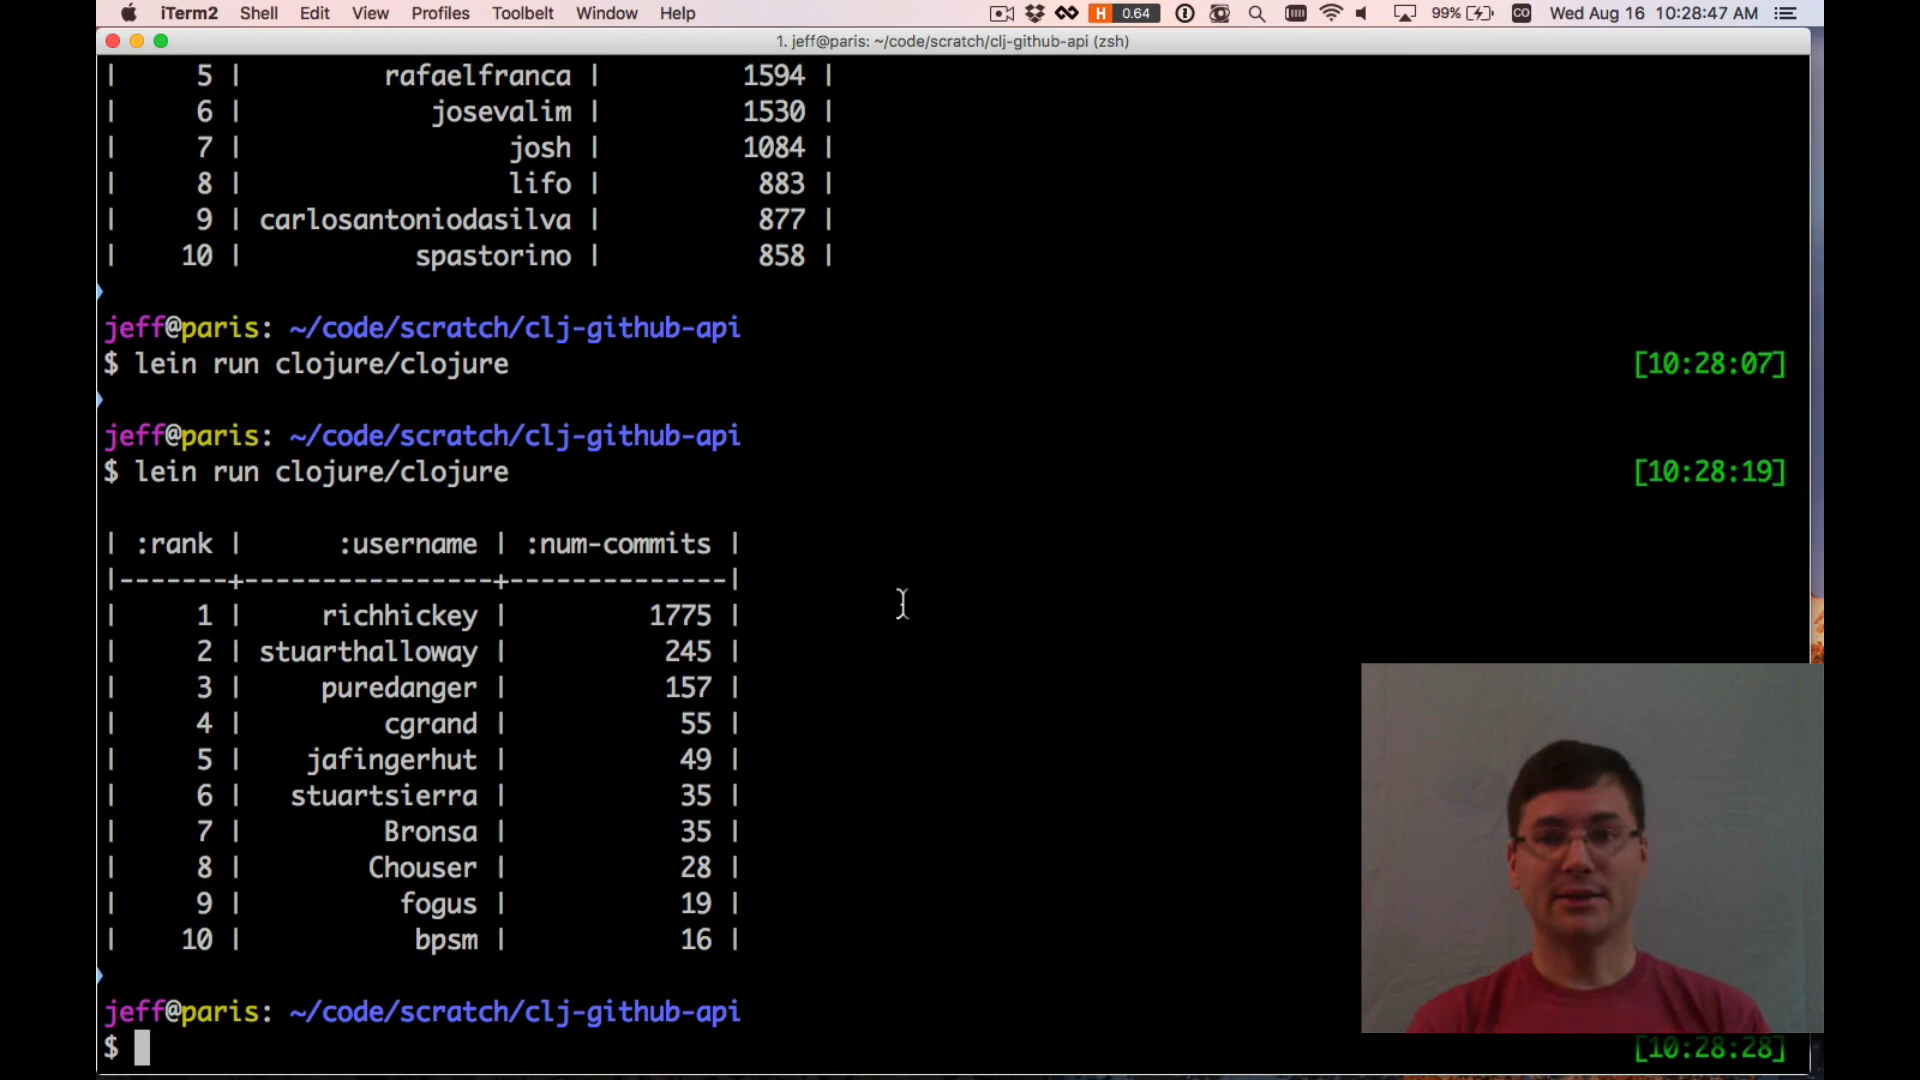 iTerm2 Shell Edit View Profiles Toolbelt Window Help H 0.64 99% CO Wed Aug 16 10:28:47 AM
1. jeff@paris: ~/code/scratch/clj-github-api (zsh)
| 5 | rafaelfranca | 1594 |
| 6 | josevalim | 1530 |
| 7 | josh | 1084 |
| 8 | lifo | 883 |
| 9 | carlosantoniodasilva | 877 |
| 10 | spastorino | 858 |
jeff@paris: ~/code/scratch/clj-github-api
$ lein run clojure/clojure [10:28:07]
jeff@paris: ~/code/scratch/clj-github-api
$ lein run clojure/clojure [10:28:19]
| :rank | :username | :num-commits |
|-------+---------------+--------------|
| 1 | richhickey | 1775 |
| 2 | stuarthalloway | 245 |
| 3 | puredanger | 157 |
| 4 | cgrand | 55 |
| 5 | jafingerhut | 49 |
| 6 | stuartsierra | 35 |
| 7 | Bronsa | 35 |
| 8 | Chouser | 28 |
| 9 | fogus | 19 |
| 10 | bpsm | 16 |
jeff@paris: ~/code/scratch/clj-github-api
$ [10:28:28]